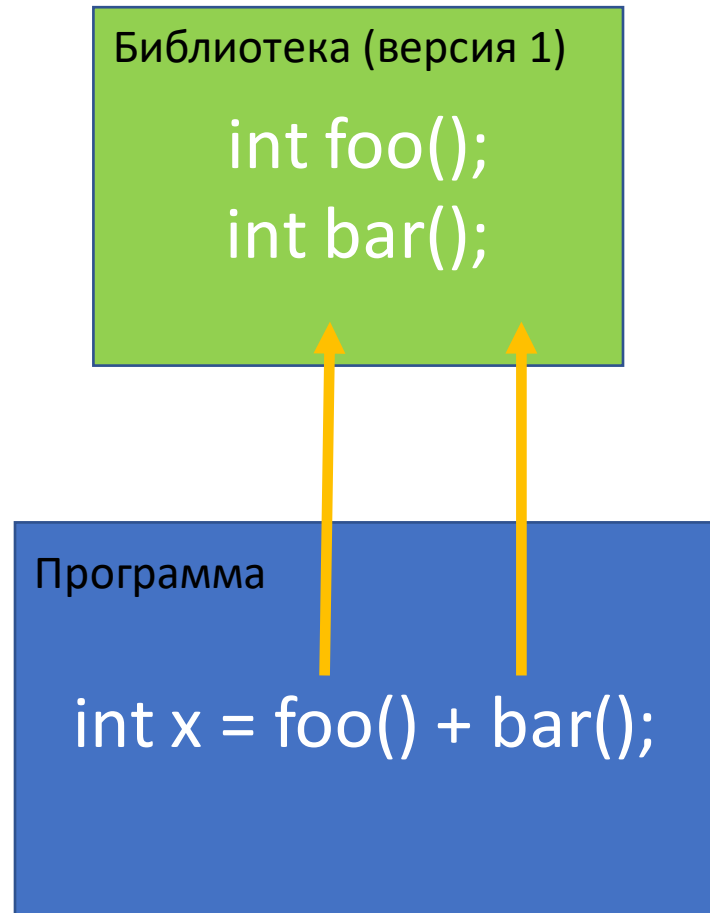 Библиотека (версия 1)
int foo();
int bar();
Программа
int x = foo() + bar();